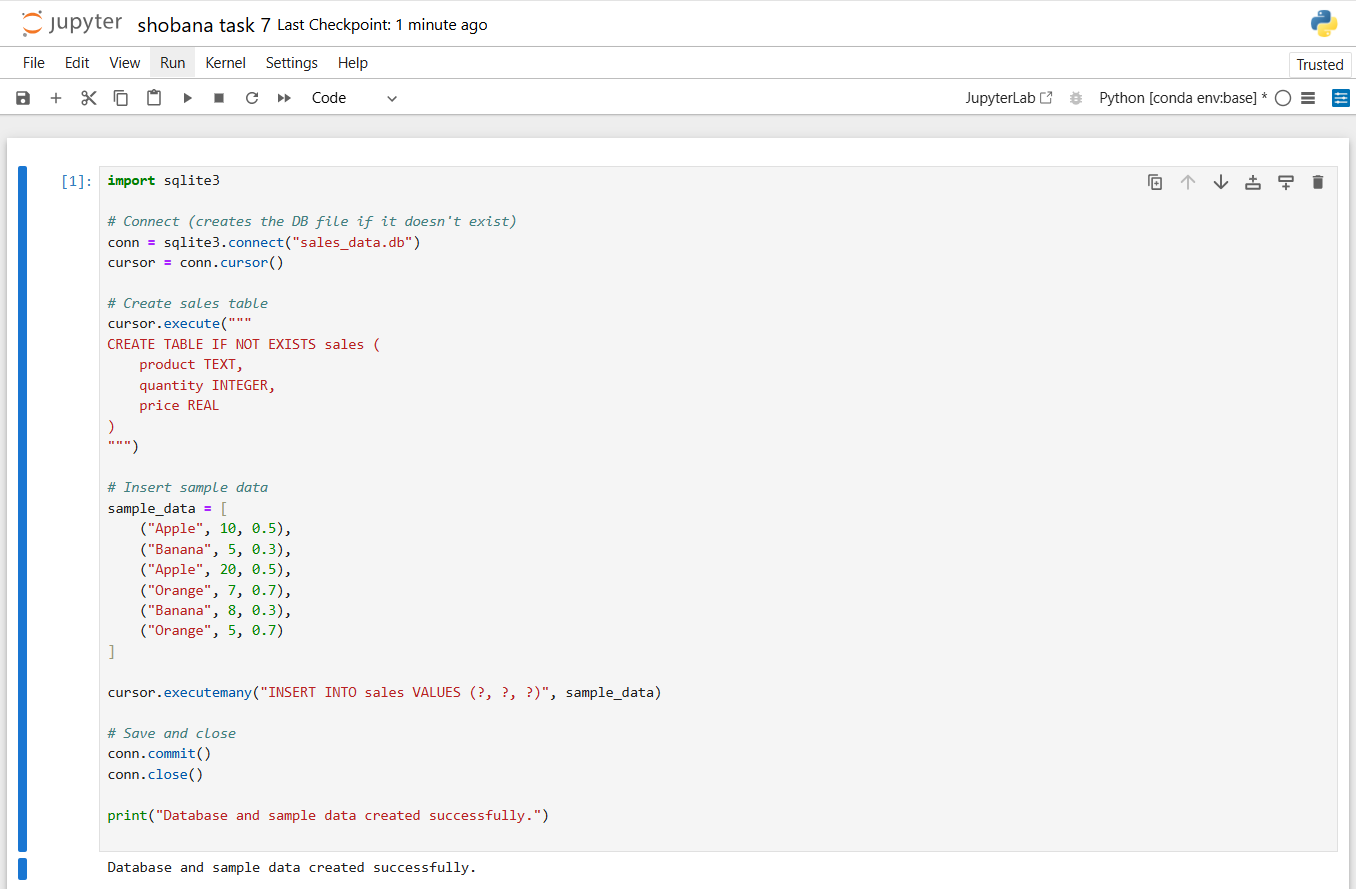 jupyter shobana task 7 Last Checkpoint: 1 minute ago
File Edit View Run Kernel Settings Help
Trusted
Code
JupyterLab Python [conda env:base] *
[1]: import sqlite3
# Connect (creates the DB file if it doesn't exist)
conn = sqlite3.connect("sales_data.db")
cursor = conn.cursor()
# Create sales table
cursor.execute("""
CREATE TABLE IF NOT EXISTS sales (
    product TEXT,
    quantity INTEGER,
    price REAL
)
""")
# Insert sample data
sample_data = [
    ("Apple", 10, 0.5),
    ("Banana", 5, 0.3),
    ("Apple", 20, 0.5),
    ("Orange", 7, 0.7),
    ("Banana", 8, 0.3),
    ("Orange", 5, 0.7)
]
cursor.executemany("INSERT INTO sales VALUES (?, ?, ?)", sample_data)
# Save and close
conn.commit()
conn.close()
print("Database and sample data created successfully.")
Database and sample data created successfully.